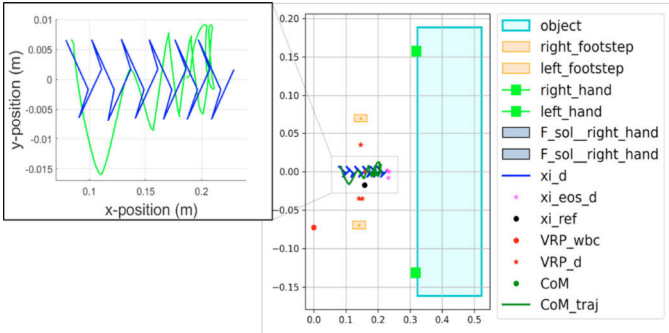 0.01
0.005
0
-0.005
-0.01
-0.015
y-position (m)
0.1
0.15
0.2
x-position (m)
0.20
0.15
0.10
0.05
0.00
−0.05
−0.10
−0.15
0.0
0.1
0.2
0.3
0.4
0.5
object
right_footstep
left_footstep
right_hand
left_hand
F_sol__right_hand
F_sol__right_hand
xi_d
xi_eos_d
xi_ref
VRP_wbc
VRP_d
CoM
CoM_traj